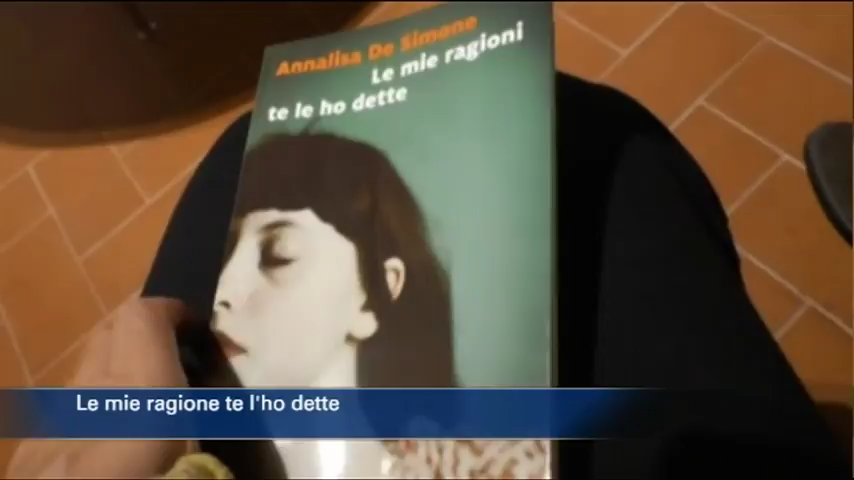 Annalisa De Simone
Le mie ragioni
te le ho dette
Le mie ragione te l'ho dette